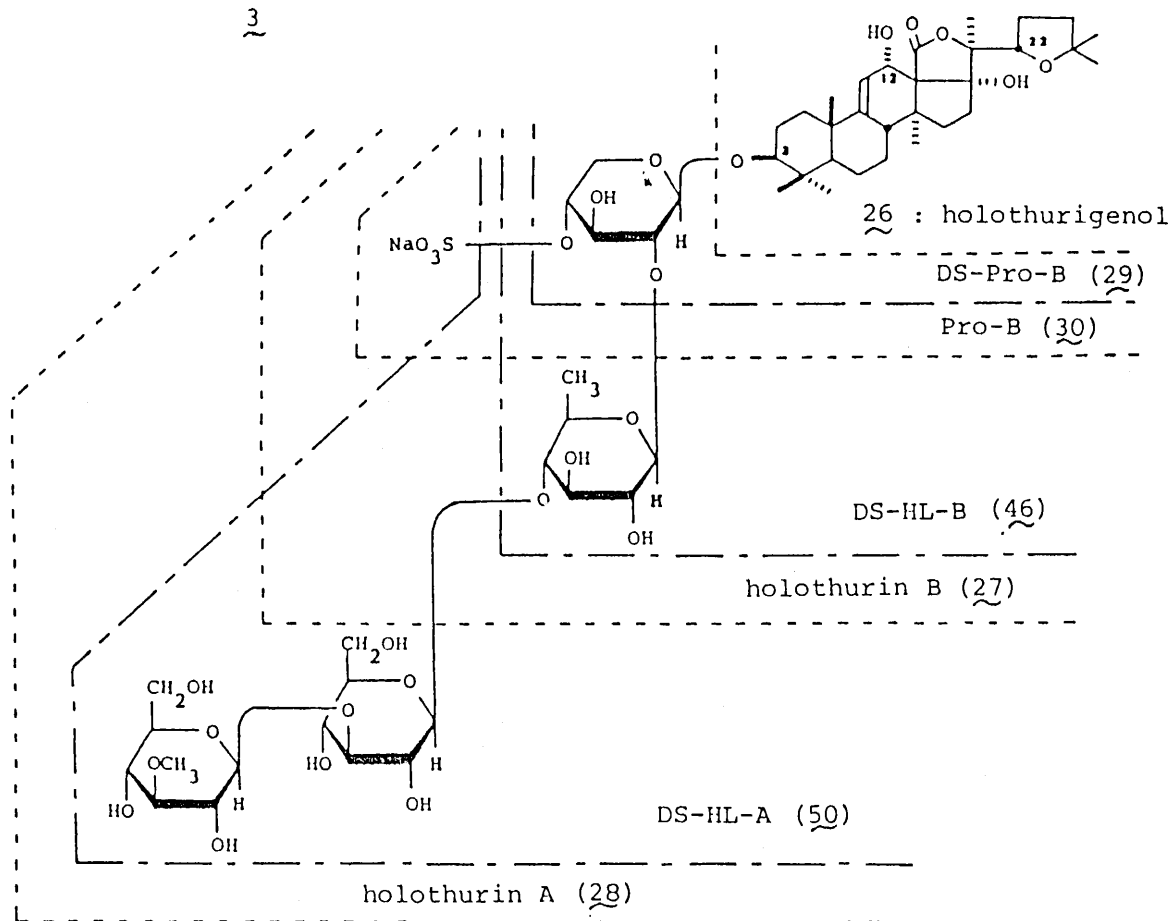 3
HO
O
O
22
12
O
OH
O
O
3
26 : holothurigenol
OH
H
NaO3S
O
O
DS-Pro-B (29)
Pro-B (30)
CH3
O
OH
O
H
OH
DS-HL-B (46)
holothurin B (27)
CH2OH
CH2OH
O
O
O
OCH3
HO
H
H
HO
OH
OH
DS-HL-A (50)
holothurin A (28)